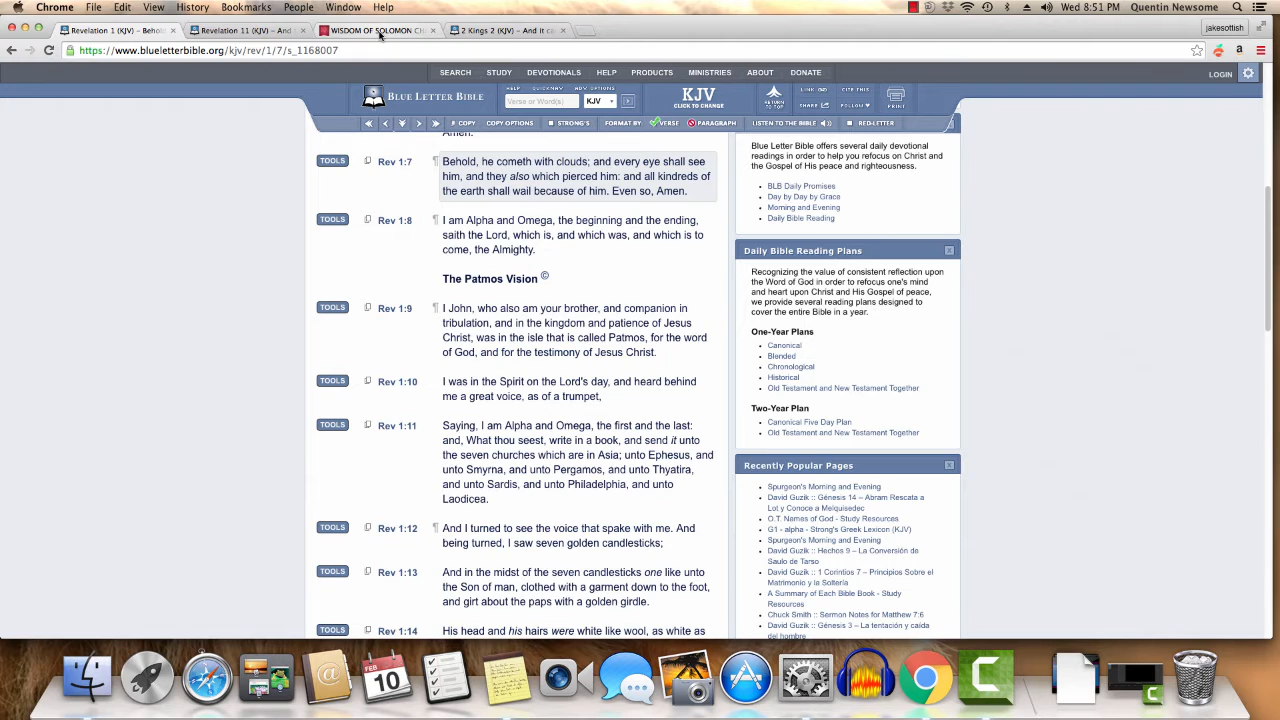 Chrome File Edit View History Bookmarks People Window Help Wed 8:51 PM Quentin Newsome
Revelation 1 (KJV) – Behol Revelation 11 (KJV) – And WISDOM OF SOLOMON CH 2 Kings 2 (KJV) – And it ca jakesottish
https://www.blueletterbible.org/kjv/rev/1/7/s_1168007
SEARCH STUDY DEVOTIONALS HELP PRODUCTS MINISTRIES ABOUT DONATE LOGIN
HELP QUICKNAV ADV OPTIONS
BLUE LETTER BIBLE Verse or Word(s) KJV
KJV
CLICK TO CHANGE
RETURN
TO TOP
LINK CITE THIS
SHARE FOLLOW PRINT
COPY COPY OPTIONS STRONG'S FORMAT BY VERSE PARAGRAPH LISTEN TO THE BIBLE RED-LETTER
Amen.
TOOLS Rev 1:7 ¶ Behold, he cometh with clouds; and every eye shall see
him, and they also which pierced him: and all kindreds of
the earth shall wail because of him. Even so, Amen.
TOOLS Rev 1:8 ¶ I am Alpha and Omega, the beginning and the ending,
saith the Lord, which is, and which was, and which is to
come, the Almighty.
The Patmos Vision ©
TOOLS Rev 1:9 ¶ I John, who also am your brother, and companion in
tribulation, and in the kingdom and patience of Jesus
Christ, was in the isle that is called Patmos, for the word
of God, and for the testimony of Jesus Christ.
TOOLS Rev 1:10 I was in the Spirit on the Lord's day, and heard behind
me a great voice, as of a trumpet,
TOOLS Rev 1:11 Saying, I am Alpha and Omega, the first and the last:
and, What thou seest, write in a book, and send it unto
the seven churches which are in Asia; unto Ephesus, and
unto Smyrna, and unto Pergamos, and unto Thyatira,
and unto Sardis, and unto Philadelphia, and unto
Laodicea.
TOOLS Rev 1:12 ¶ And I turned to see the voice that spake with me. And
being turned, I saw seven golden candlesticks;
TOOLS Rev 1:13 And in the midst of the seven candlesticks one like unto
the Son of man, clothed with a garment down to the foot,
and girt about the paps with a golden girdle.
TOOLS Rev 1:14 His head and his hairs were white like wool, as white as
Blue Letter Bible offers several daily devotional
readings in order to help you refocus on Christ and
the Gospel of His peace and righteousness.
BLB Daily Promises
Day by Day by Grace
Morning and Evening
Daily Bible Reading
Daily Bible Reading Plans
Recognizing the value of consistent reflection upon
the Word of God in order to refocus one's mind
and heart upon Christ and His Gospel of peace,
we provide several reading plans designed to
cover the entire Bible in a year.
One-Year Plans
Canonical
Blended
Chronological
Historical
Old Testament and New Testament Together
Two-Year Plan
Canonical Five Day Plan
Old Testament and New Testament Together
Recently Popular Pages
Spurgeon's Morning and Evening
David Guzik :: Génesis 14 – Abram Rescata a
Lot y Conoce a Melquisedec
O.T. Names of God - Study Resources
G1 - alpha - Strong's Greek Lexicon (KJV)
Spurgeon's Morning and Evening
David Guzik :: Hechos 9 – La Conversión de
Saulo de Tarso
David Guzik :: 1 Corintios 7 – Principios Sobre el
Matrimonio y la Soltería
A Summary of Each Bible Book - Study
Resources
Chuck Smith :: Sermon Notes for Matthew 7:6
David Guzik :: Génesis 3 – La tentación y caída
del hombre
FEB
10